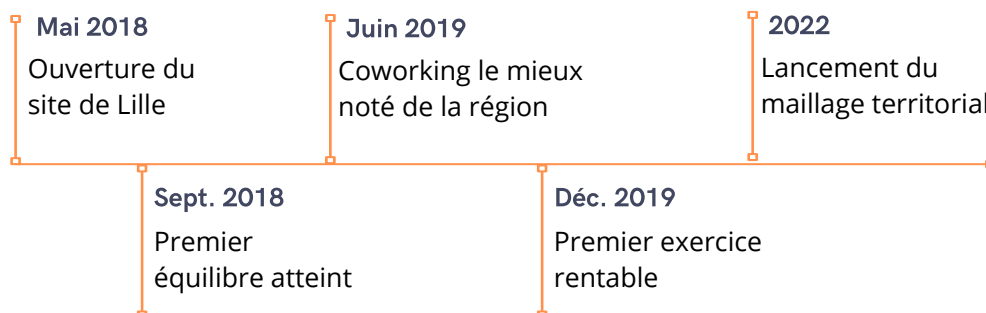 Mai 2018
Ouverture du
site de Lille
Juin 2019
Coworking le mieux
noté de la région
2022
Lancement du
maillage territorial
Sept. 2018
Premier
équilibre atteint
Déc. 2019
Premier exercice
rentable